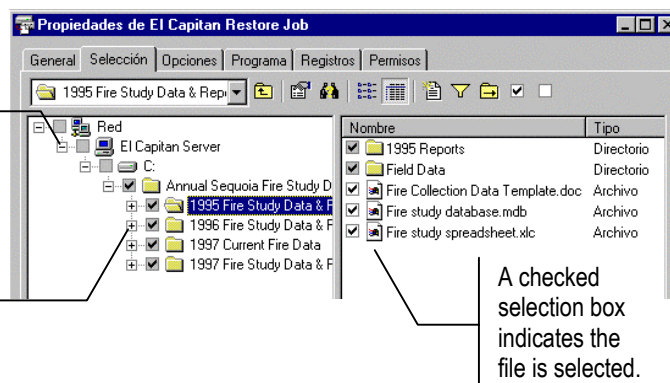 Propiedades de El Capitan Restore Job
General Selección Opciones Programa Registros Permisos
1995 Fire Study Data & Rep
Red
El Capitan Server
C:
Annual Sequoia Fire Study D
1995 Fire Study Data & F
1996 Fire Study Data & F
1997 Current Fire Data
1997 Fire Study Data & F
Nombre Tipo
1995 Reports Directorio
Field Data Directorio
Fire Collection Data Template.doc Archivo
Fire study database.mdb Archivo
Fire study spreadsheet.xlc Archivo
A checked
selection box
indicates the
file is selected.